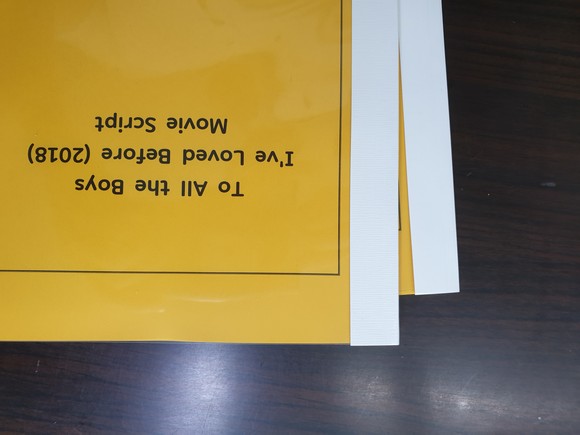 To All the Boys
I've Loved Before (2018)
Movie Script